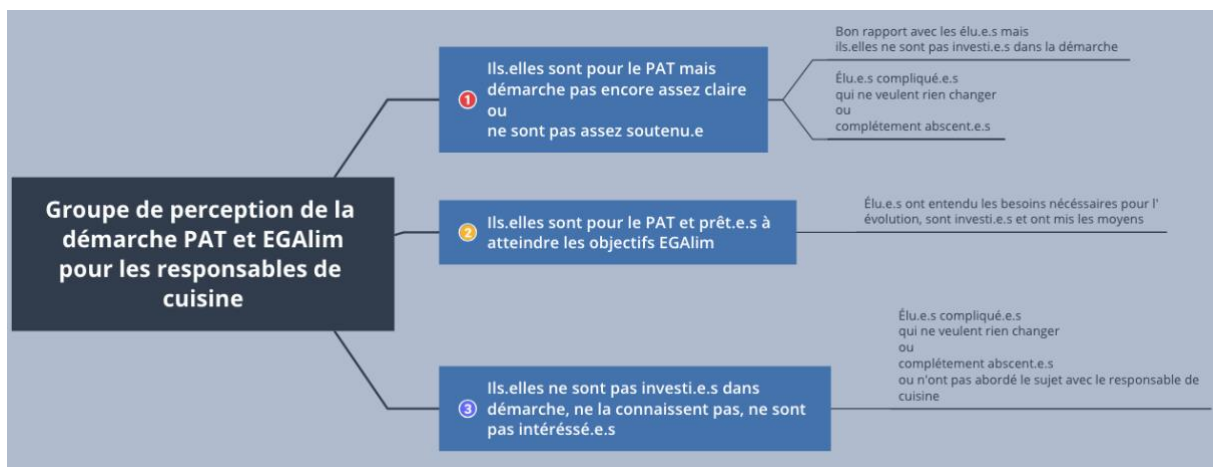 Groupe de perception de la
démarche PAT et EGAlim
pour les responsables de
cuisine
1
Ils.elles sont pour le PAT mais
démarche pas encore assez claire
ou
ne sont pas assez soutenu.e
Bon rapport avec les élu.e.s mais
ils.elles ne sont pas investi.e.s dans la démarche
Élu.e.s compliqué.e.s
qui ne veulent rien changer
ou
complétement abscent.e.s
2
Ils.elles sont pour le PAT et prêt.e.s à
atteindre les objectifs EGAlim
Élu.e.s ont entendu les besoins nécéssaires pour l'
évolution, sont investi.e.s et ont mis les moyens
3
Ils.elles ne sont pas investi.e.s dans
démarche, ne la connaissent pas, ne sont
pas intéréssé.e.s
Élu.e.s compliqué.e.s
qui ne veulent rien changer
ou
complétement abscent.e.s
ou n'ont pas abordé le sujet avec le responsable de
cuisine